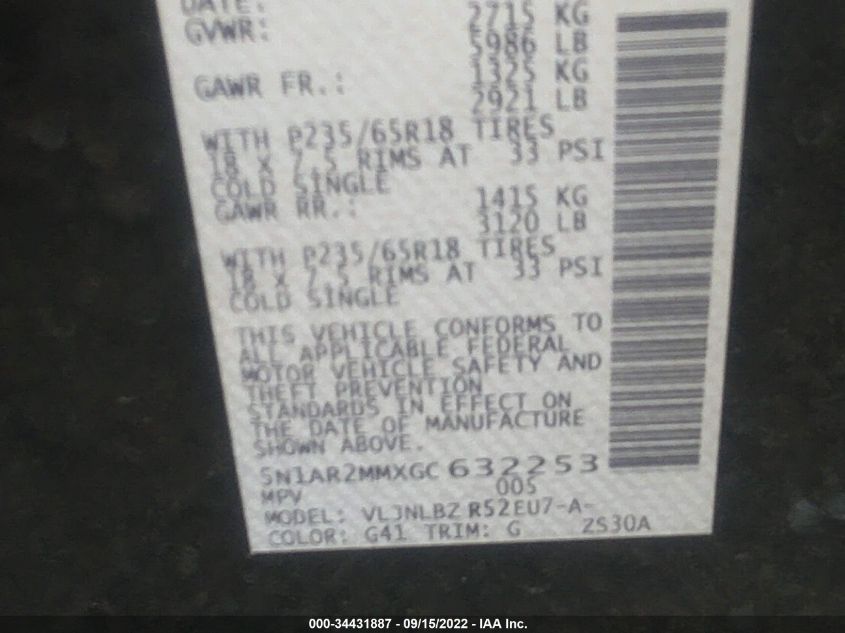 DATE:
GVWR: 2715 KG
5986 LB
GAWR FR.: 1325 KG
2921 LB
WITH P235/65R18 TIRES
18 X 7.5 RIMS AT 33 PSI
COLD SINGLE
GAWR RR.: 1415 KG
3120 LB
WITH P235/65R18 TIRES
18 X 7.5 RIMS AT 33 PSI
COLD SINGLE
THIS VEHICLE CONFORMS TO
ALL APPLICABLE FEDERAL
MOTOR VEHICLE SAFETY AND
THEFT PREVENTION
STANDARDS IN EFFECT ON
THE DATE OF MANUFACTURE
SHOWN ABOVE.
5N1AR2MMXGC 632253
MPV 005
MODEL: VLJNLBZ R52EU7-A-
COLOR: G41 TRIM: G ZS30A
000-34431887 - 09/15/2022 - IAA Inc.